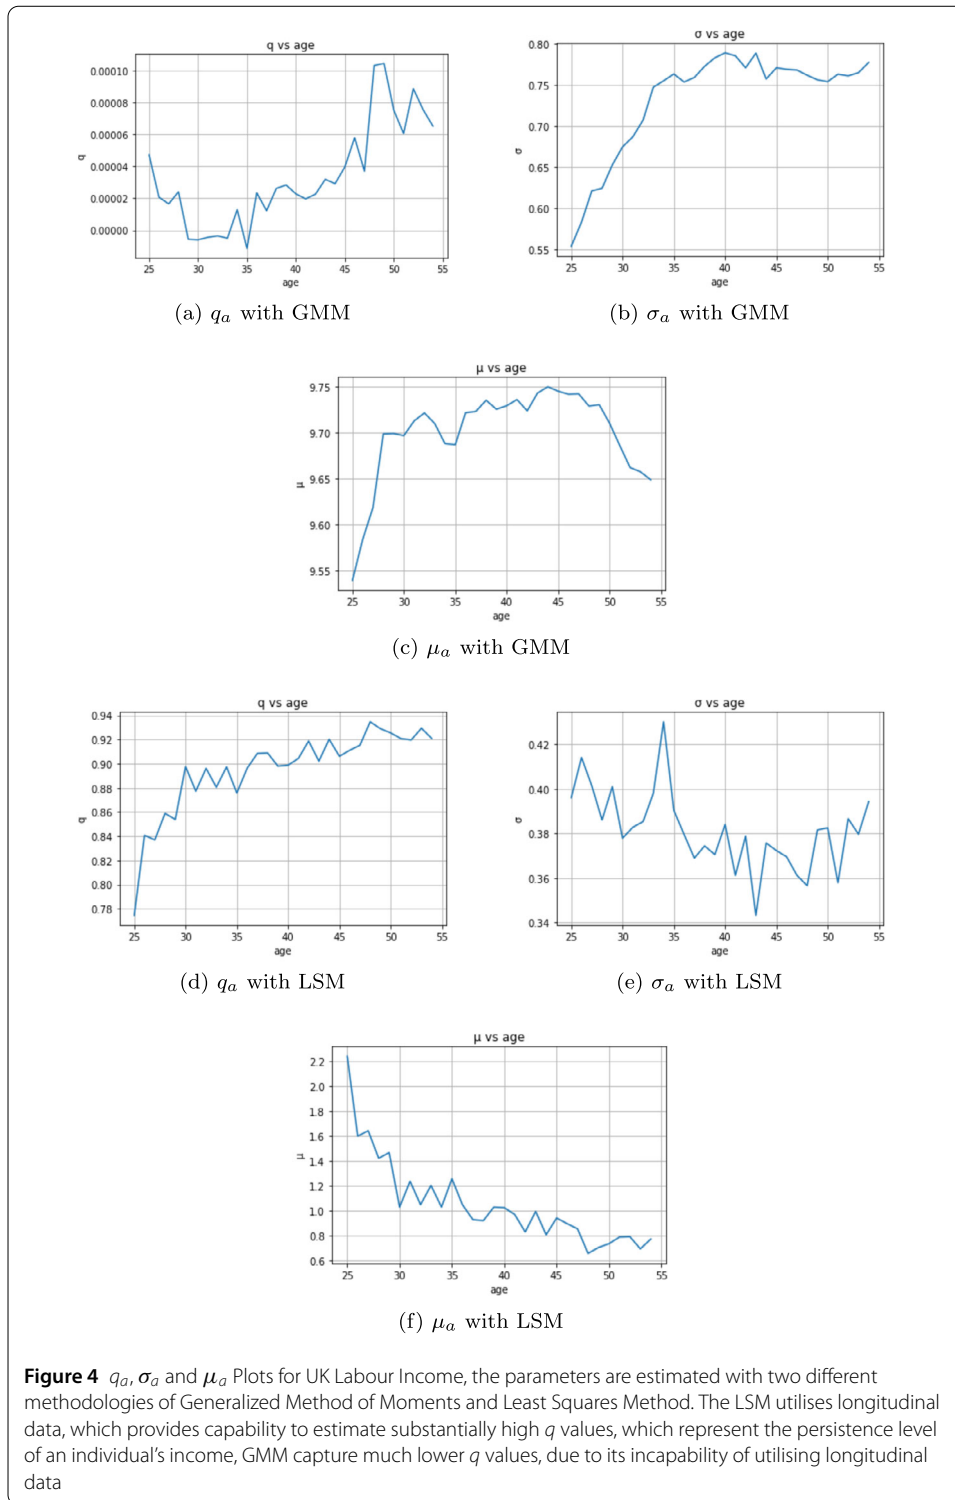 q vs age
0.00010
0.00008
0.00006
0.00004
0.00002
0.00000
q
25 30 35 40 45 50 55
age
(a) qₐ with GMM
σ vs age
0.80
0.75
0.70
0.65
0.60
0.55
σ
25 30 35 40 45 50 55
age
(b) σₐ with GMM
μ vs age
9.75
9.70
9.65
9.60
9.55
μ
25 30 35 40 45 50 55
age
(c) μₐ with GMM
q vs age
0.94
0.92
0.90
0.88
0.86
0.84
0.82
0.80
0.78
q
25 30 35 40 45 50 55
age
(d) qₐ with LSM
σ vs age
0.42
0.40
0.38
0.36
0.34
σ
25 30 35 40 45 50 55
age
(e) σₐ with LSM
μ vs age
2.2
2.0
1.8
1.6
1.4
1.2
1.0
0.8
0.6
μ
25 30 35 40 45 50 55
age
(f) μₐ with LSM
Figure 4 qₐ, σₐ and μₐ Plots for UK Labour Income, the parameters are estimated with two different
methodologies of Generalized Method of Moments and Least Squares Method. The LSM utilises longitudinal
data, which provides capability to estimate substantially high q values, which represent the persistence level
of an individual's income, GMM capture much lower q values, due to its incapability of utilising longitudinal
data